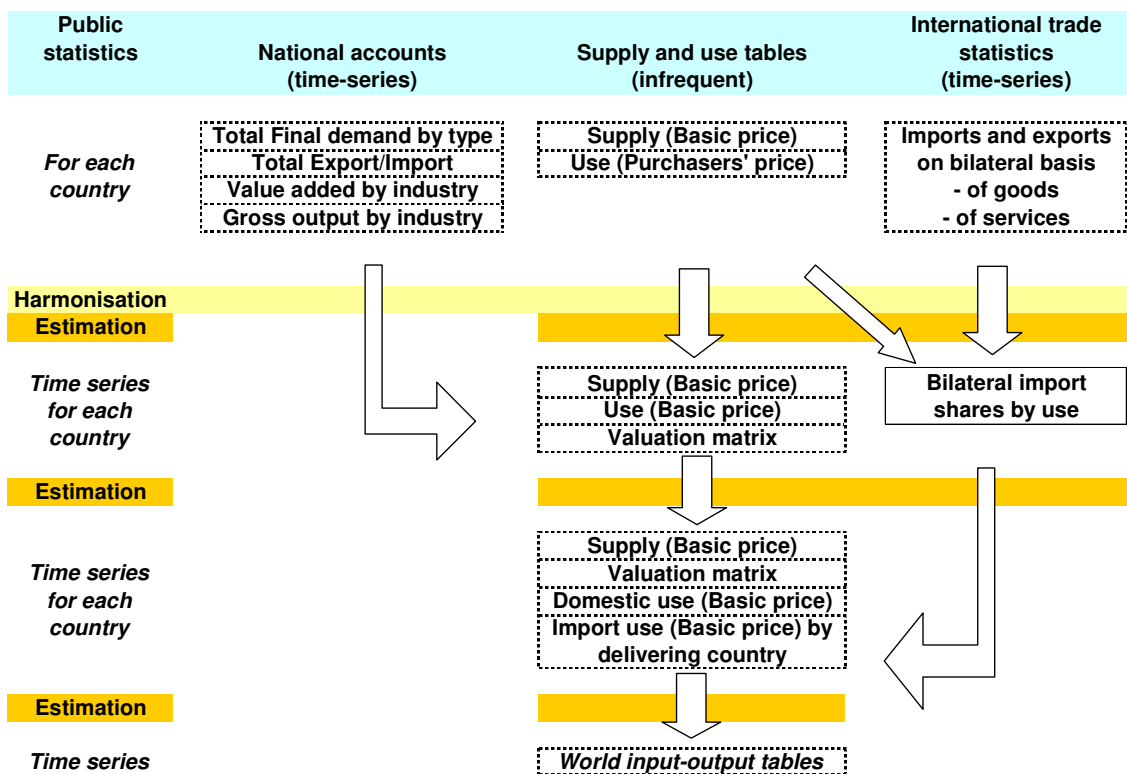 Public
statistics
National accounts
(time-series)
Supply and use tables
(infrequent)
International trade
statistics
(time-series)
For each
country
Total Final demand by type
Total Export/Import
Value added by industry
Gross output by industry
Supply (Basic price)
Use (Purchasers' price)
Imports and exports
on bilateral basis
- of goods
- of services
Harmonisation
Estimation
Time series
for each
country
Supply (Basic price)
Use (Basic price)
Valuation matrix
Bilateral import
shares by use
Estimation
Time series
for each
country
Supply (Basic price)
Valuation matrix
Domestic use (Basic price)
Import use (Basic price) by
delivering country
Estimation
Time series
World input-output tables